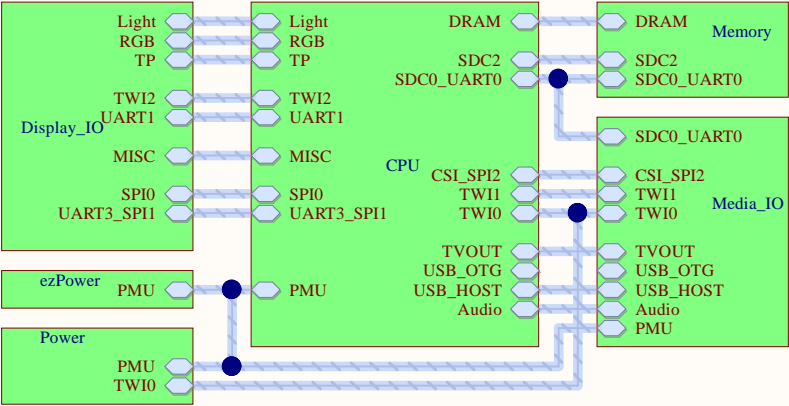 Light
RGB
TP
TWI2
UART1
Display_IO
MISC
SPI0
UART3_SPI1
ezPower
PMU
Power
PMU
TWI0
Light
RGB
TP
TWI2
UART1
MISC
SPI0
UART3_SPI1
PMU
CPU
DRAM
SDC2
SDC0_UART0
CSI_SPI2
TWI1
TWI0
TVOUT
USB_OTG
USB_HOST
Audio
DRAM
Memory
SDC2
SDC0_UART0
SDC0_UART0
CSI_SPI2
TWI1
Media_IO
TWI0
TVOUT
USB_OTG
USB_HOST
Audio
PMU